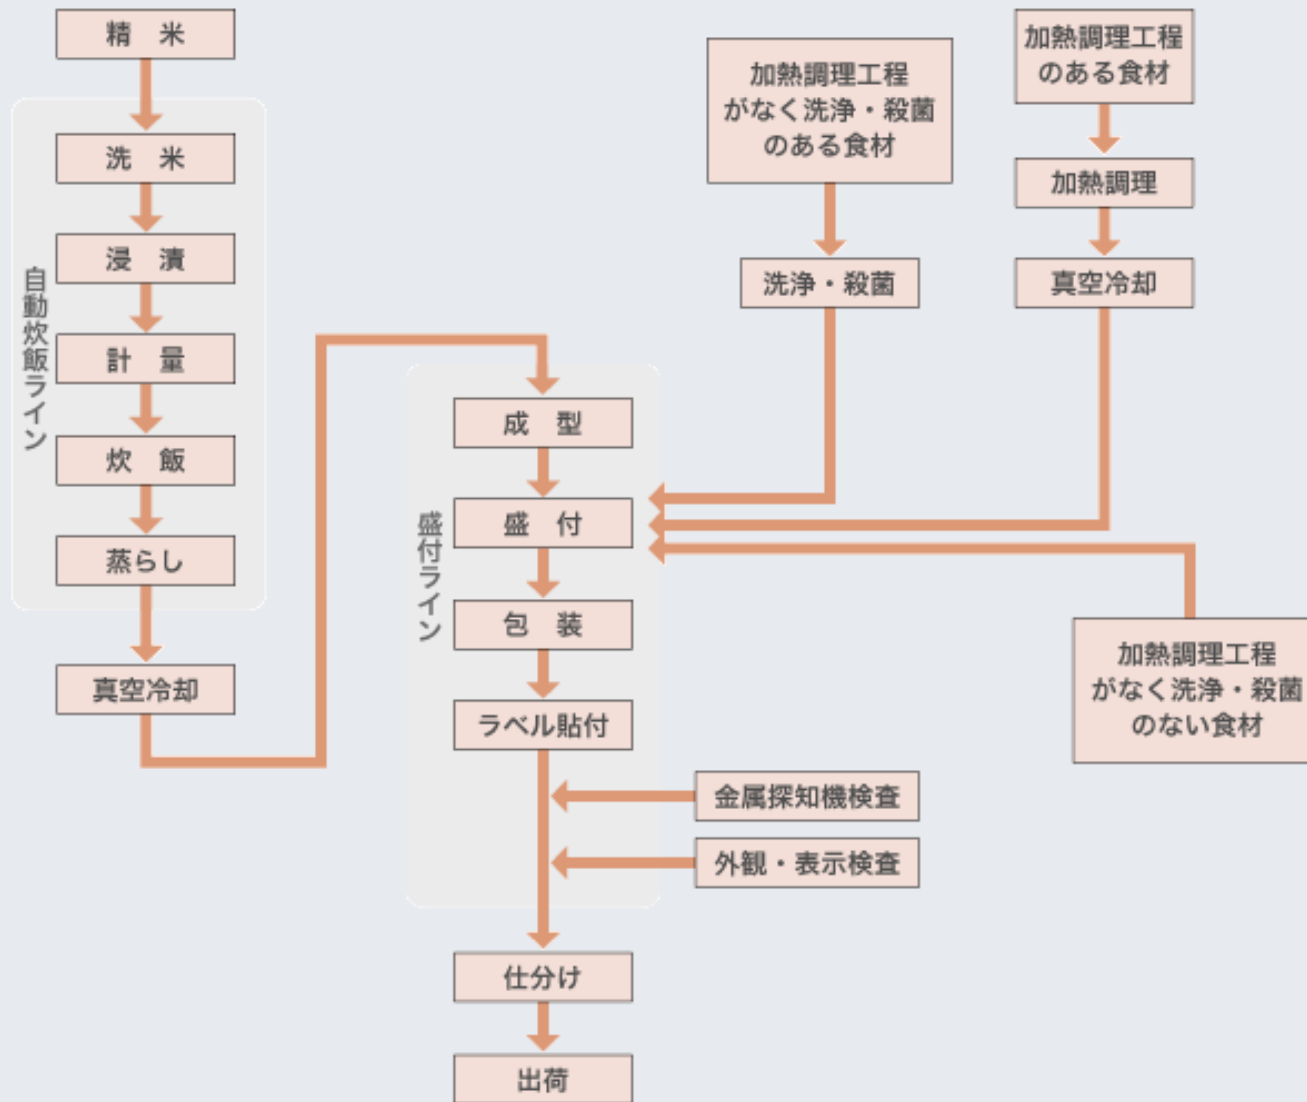 精　米
洗　米
浸　漬
計　量
炊　飯
蒸らし
自動炊飯ライン
真空冷却
成　型
盛　付
包　装
ラベル貼付
盛付ライン
加熱調理工程
がなく洗浄・殺菌
のある食材
洗浄・殺菌
加熱調理工程
のある食材
加熱調理
真空冷却
加熱調理工程
がなく洗浄・殺菌
のない食材
金属探知機検査
外観・表示検査
仕分け
出荷